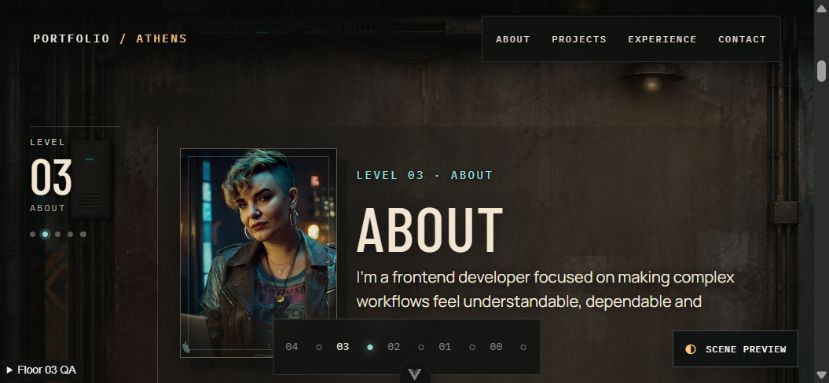 PORTFOLIO / ATHENS
ABOUT PROJECTS EXPERIENCE CONTACT
LEVEL
03
ABOUT
LEVEL 03 · ABOUT
ABOUT
I'm a frontend developer focused on making complex
workflows feel understandable, dependable and
04 03 02 01 00
SCENE PREVIEW
Floor 03 QA